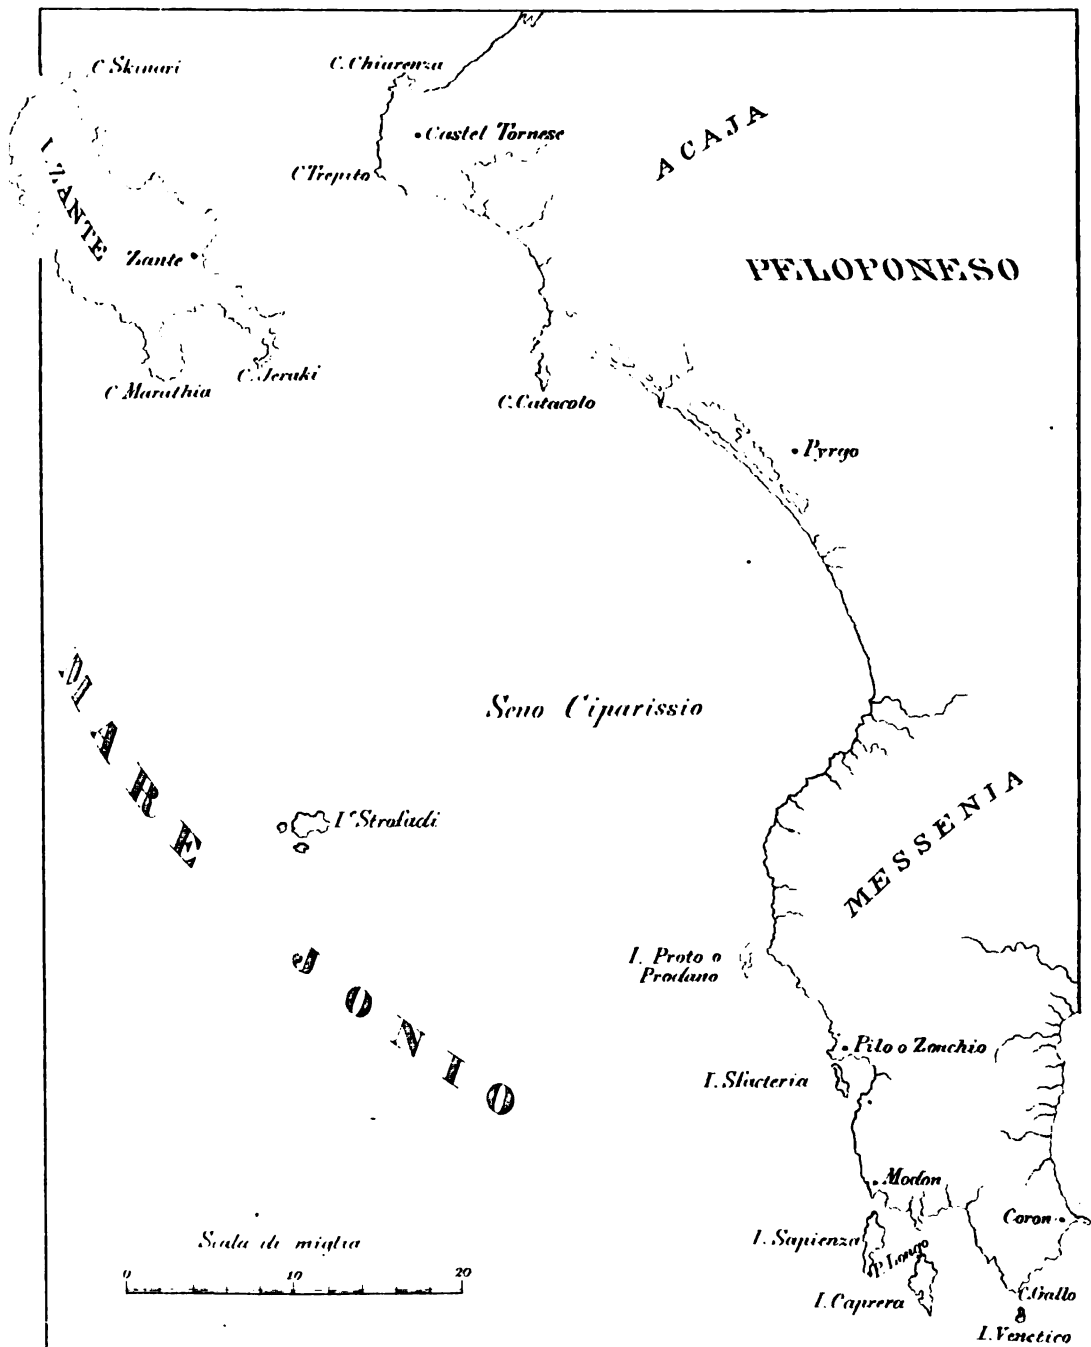 C. Skinari
C. Chiarenza
Castel Tornese
ACAJA
C. Trepito
I. ZANTE
Zante
PELOPONESO
C. Jeraki
C. Marathia
C. Catacolo
Pyrgo
MARE JONIO
Seno Ciparissio
Ie Strofadi
MESSENIA
I. Proto o
Prodano
Pilo o Zonchio
I. Sfacteria
Modon
Coron
I. Sapienza
P. Longo
Scala di miglia
0 10 20
C. Gallo
I. Caprera
I. Venetico